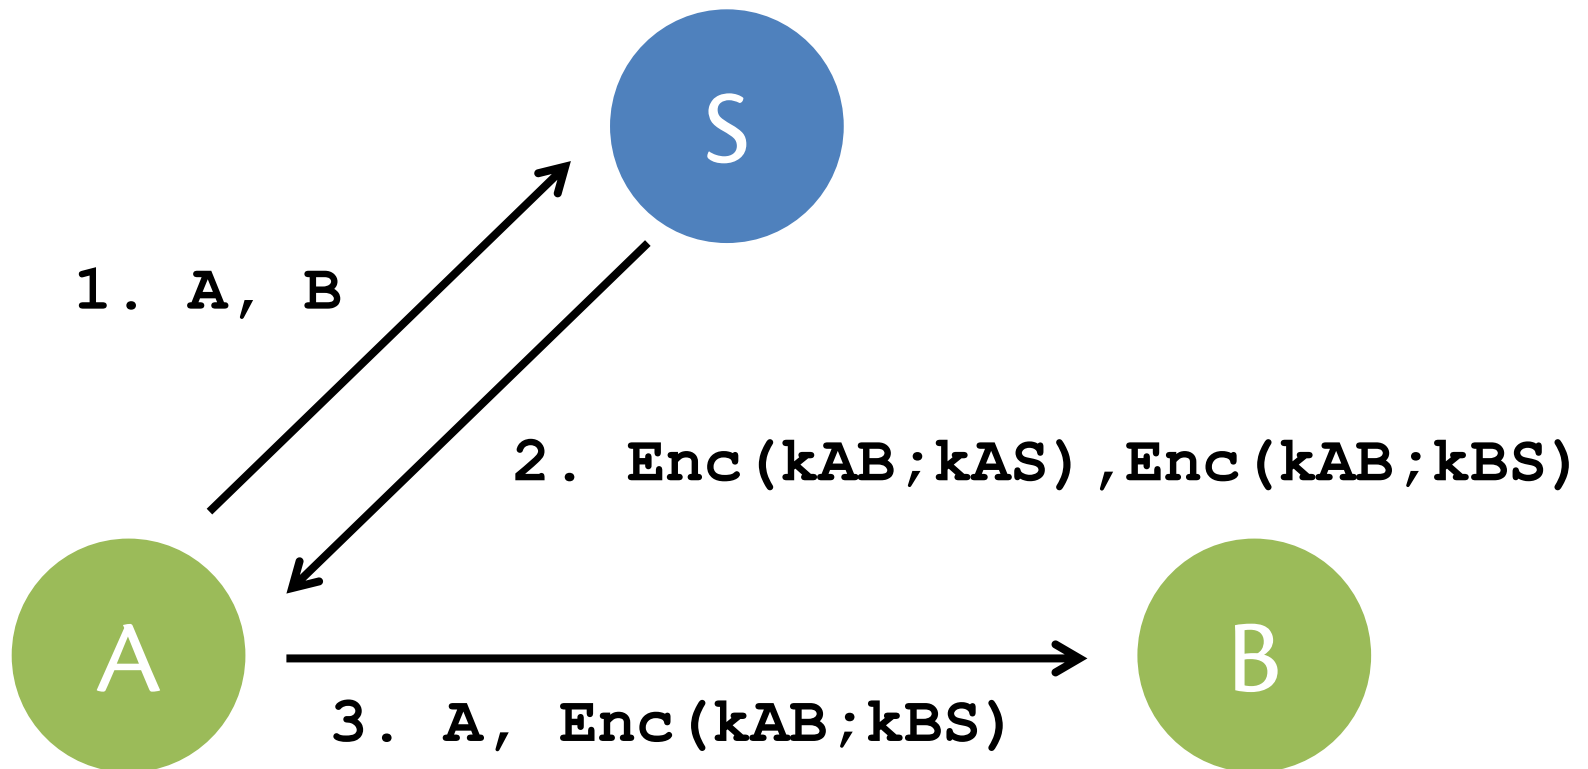 S
1. A, B
2. Enc(kAB;kAS),Enc(kAB;kBS)
A
B
3. A, Enc(kAB;kBS)